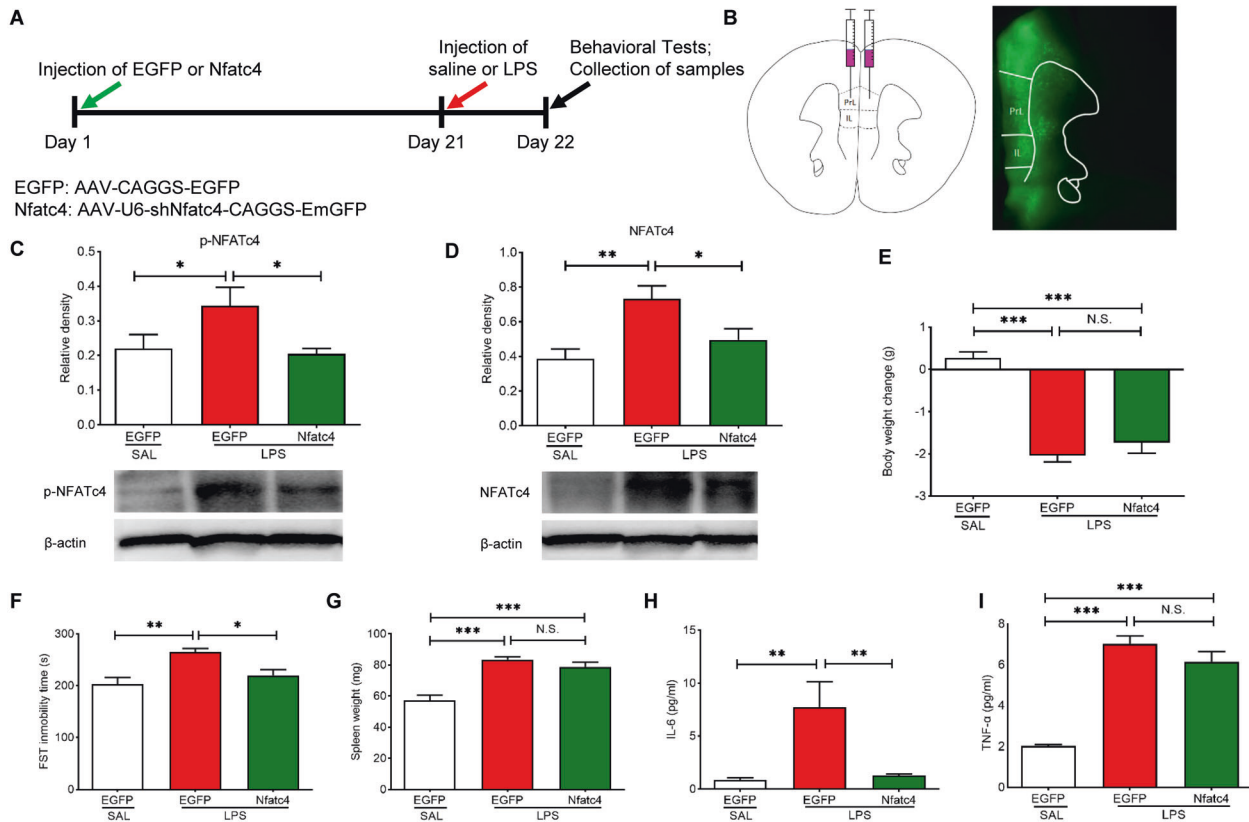 A
Injection of EGFP or Nfatc4
Injection of
saline or LPS
Behavioral Tests;
Collection of samples
Day 1
Day 21
Day 22
EGFP: AAV-CAGGS-EGFP
Nfatc4: AAV-U6-shNfatc4-CAGGS-EmGFP
B
PrL
IL
PrL
IL
C
p-NFATc4
Relative density
0.5
0.4
0.3
0.2
0.1
0.0
*
*
EGFP
EGFP
Nfatc4
SAL
LPS
p-NFATc4
β-actin
D
NFATc4
Relative density
1.0
0.8
0.6
0.4
0.2
0.0
**
*
EGFP
EGFP
Nfatc4
SAL
LPS
NFATc4
β-actin
E
Body weight change (g)
1
0
-1
-2
-3
***
***
N.S.
EGFP
EGFP
Nfatc4
SAL
LPS
F
FST inmobility time (s)
300
200
100
0
**
*
EGFP
EGFP
Nfatc4
SAL
LPS
G
Spleen weight (mg)
100
80
60
40
20
0
***
***
N.S.
EGFP
EGFP
Nfatc4
SAL
LPS
H
IL-6 (pg/ml)
15
10
5
0
**
**
EGFP
EGFP
Nfatc4
SAL
LPS
I
TNF-α (pg/ml)
8
6
4
2
0
***
***
N.S.
EGFP
EGFP
Nfatc4
SAL
LPS